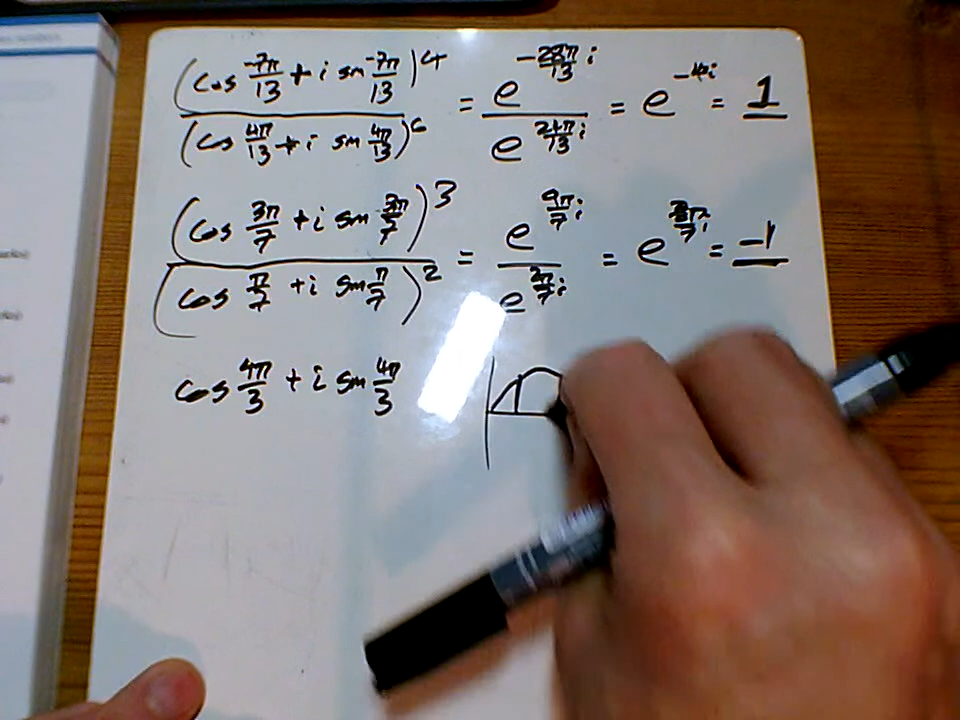 (cos -7π/13 + i sin -7π/13)^4 / (cos 4π/13 + i sin 4π/13)^6 = e^(-28π/13 i) / e^(24π/13 i) = e^(-4πi) = 1
(cos 3π/7 + i sin 3π/7)^3 / (cos π/7 + i sin π/7)^2 = e^(9π/7 i) / e^(2π/7 i) = e^(7π/7 i) = -1
cos 4π/3 + i sin 4π/3